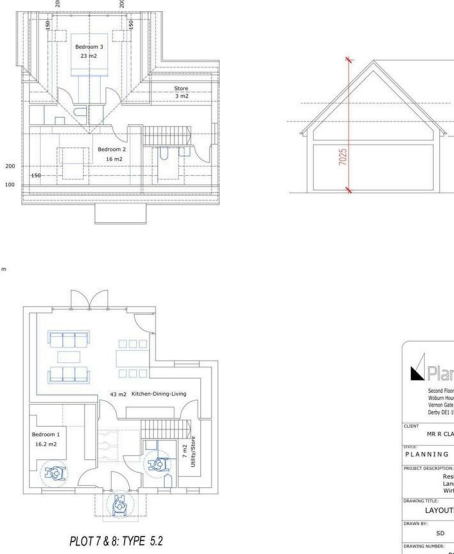 200
200
150
150
Bedroom 3
23 m2
Store
3 m2
Bedroom 2
16 m2
200
150
100
7025
m
43 m2 Kitchen-Dining-Living
Bedroom 1
16.2 m2
7 m2
Utility/Store
PLOT 7 & 8: TYPE 5.2
Second Floor
Woburn Hou
Vernon Gate
Derby DE1 1
CLIENT
MR R CLA
PLANNING
PROJECT DESCRIPTION:
Res
Lan
Wir
DRAWING TITLE:
LAYOUT
DRAWN BY:
SD
DRAWING NUMBER: